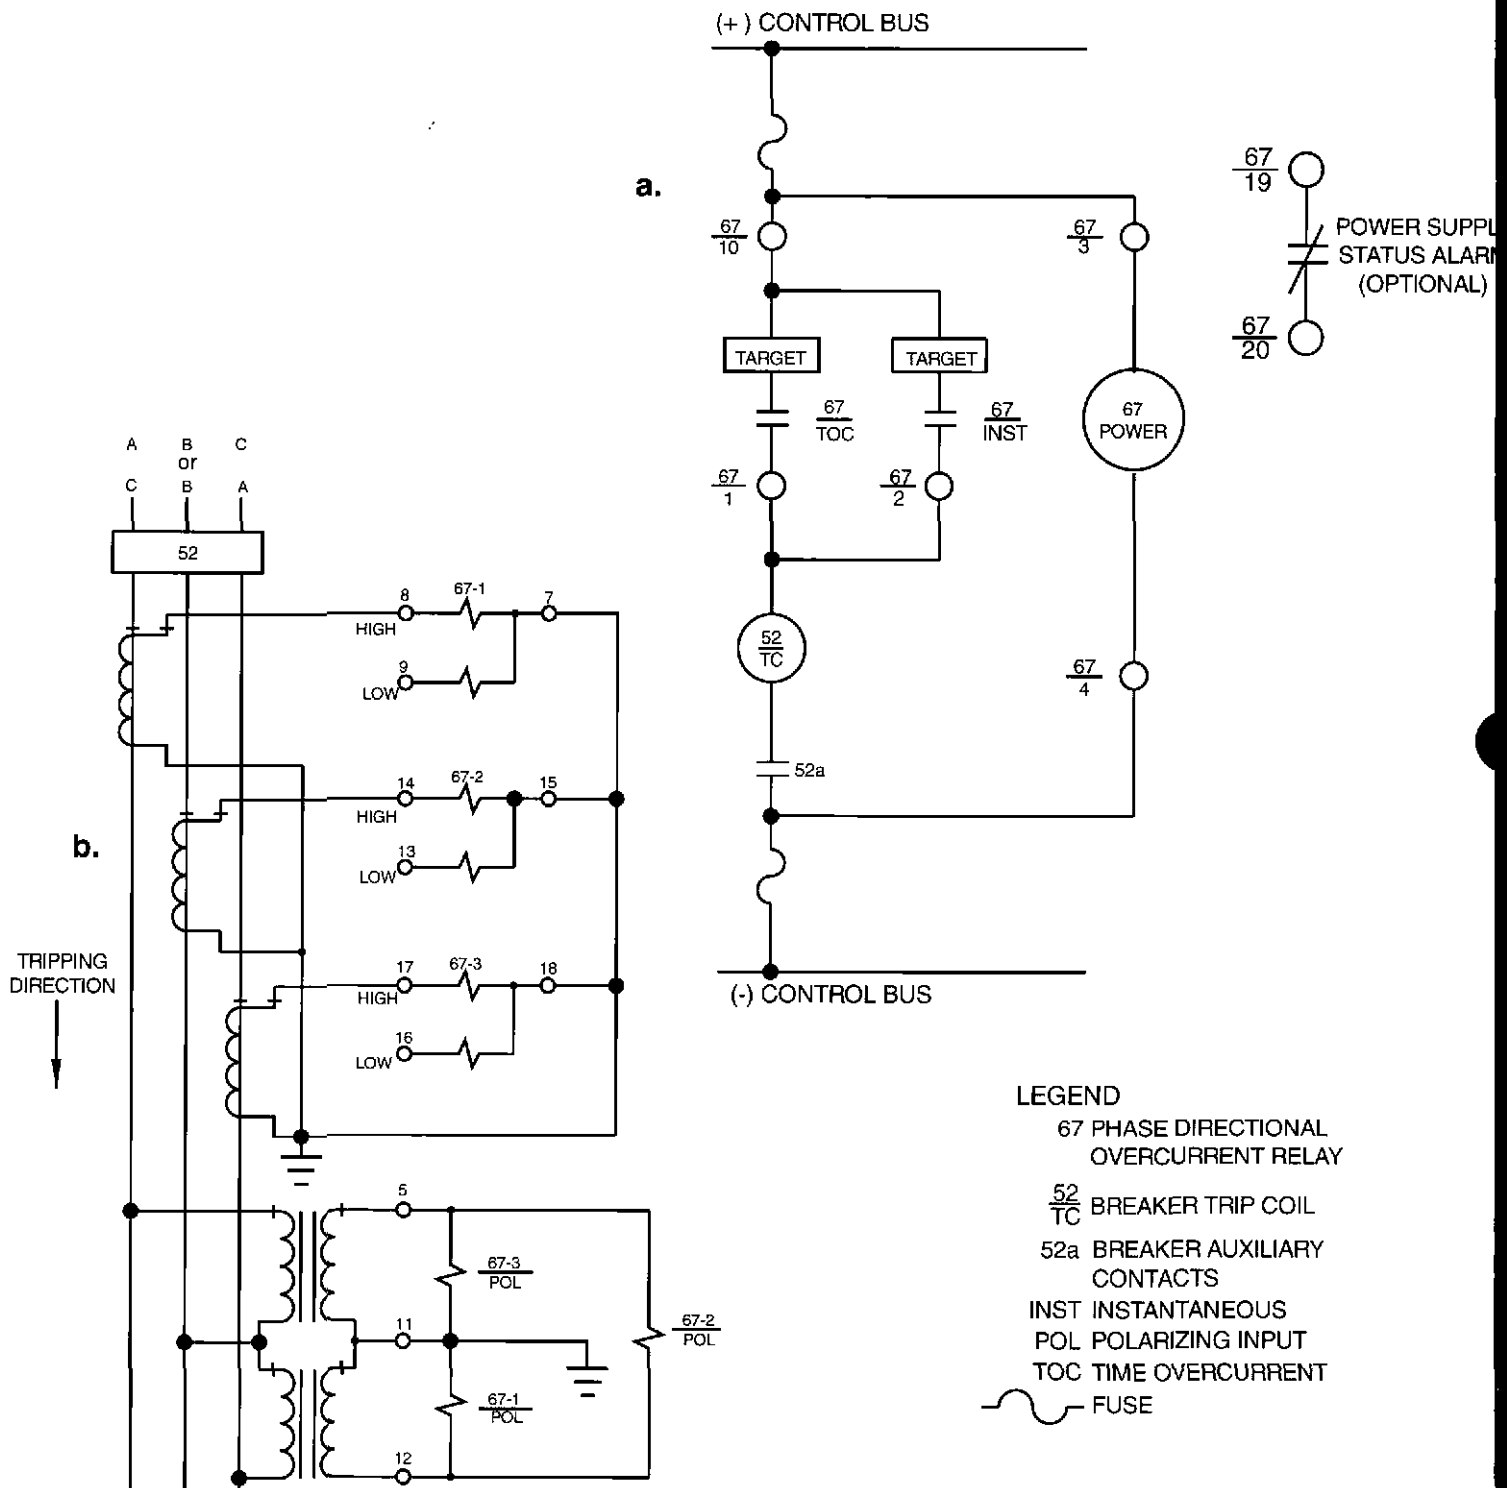 (+) CONTROL BUS
a.
67
19
POWER SUPPL
STATUS ALARM
(OPTIONAL)
67
20
67
10
67
3
TARGET
TARGET
67
TOC
67
INST
67
POWER
67
1
67
2
52
TC
67
4
52a
(-) CONTROL BUS
A B C
or
C B A
52
b.
TRIPPING
DIRECTION
8 67-1 7
HIGH
9
LOW
14 67-2 15
HIGH
13
LOW
17 67-3 18
HIGH
16
LOW
5
67-3
POL
11
67-2
POL
67-1
POL
12
LEGEND
67 PHASE DIRECTIONAL
OVERCURRENT RELAY
52
TC BREAKER TRIP COIL
52a BREAKER AUXILIARY
CONTACTS
INST INSTANTANEOUS
POL POLARIZING INPUT
TOC TIME OVERCURRENT
FUSE